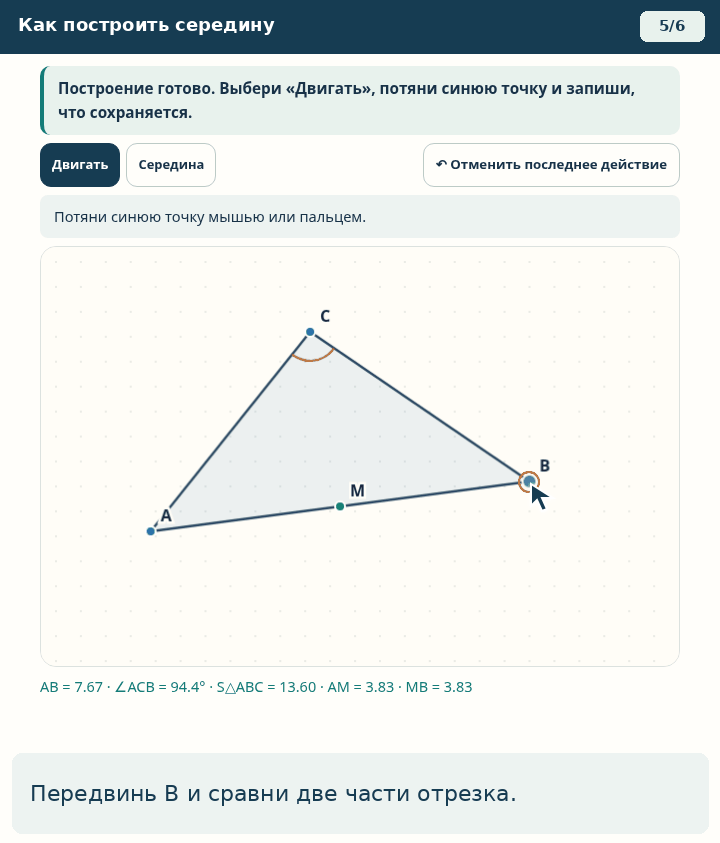 Как построить середину
5/6
Построение готово. Выбери «Двигать», потяни синюю точку и запиши,
что сохраняется.
Двигать
Середина
↶ Отменить последнее действие
Потяни синюю точку мышью или пальцем.
C
B
M
A
AB = 7.67 · ∠ACB = 94.4° · S△ABC = 13.60 · AM = 3.83 · MB = 3.83
Передвинь B и сравни две части отрезка.